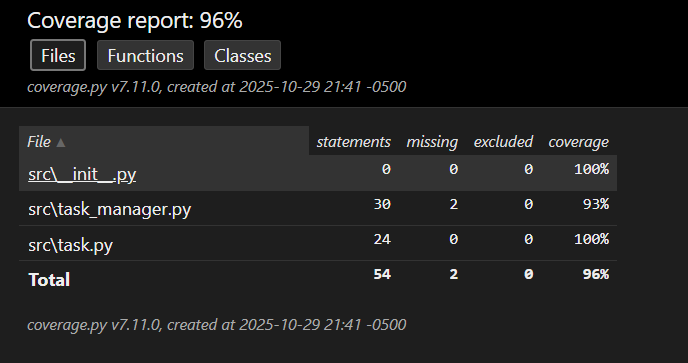 Coverage report: 96%
Files Functions Classes
coverage.py v7.11.0, created at 2025-10-29 21:41 -0500
File ▲ statements missing excluded coverage
src\__init__.py 0 0 0 100%
src\task_manager.py 30 2 0 93%
src\task.py 24 0 0 100%
Total 54 2 0 96%
coverage.py v7.11.0, created at 2025-10-29 21:41 -0500